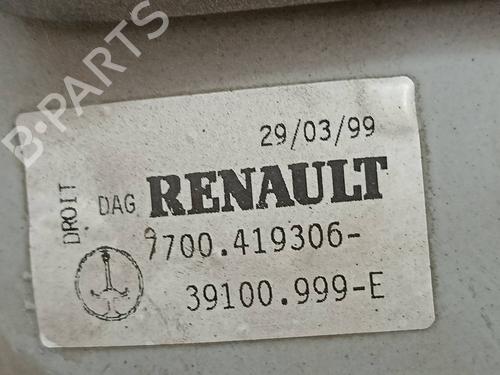 B-PARTS
29/03/99
DROIT
DAG RENAULT
7700.419306-
39100.999-E